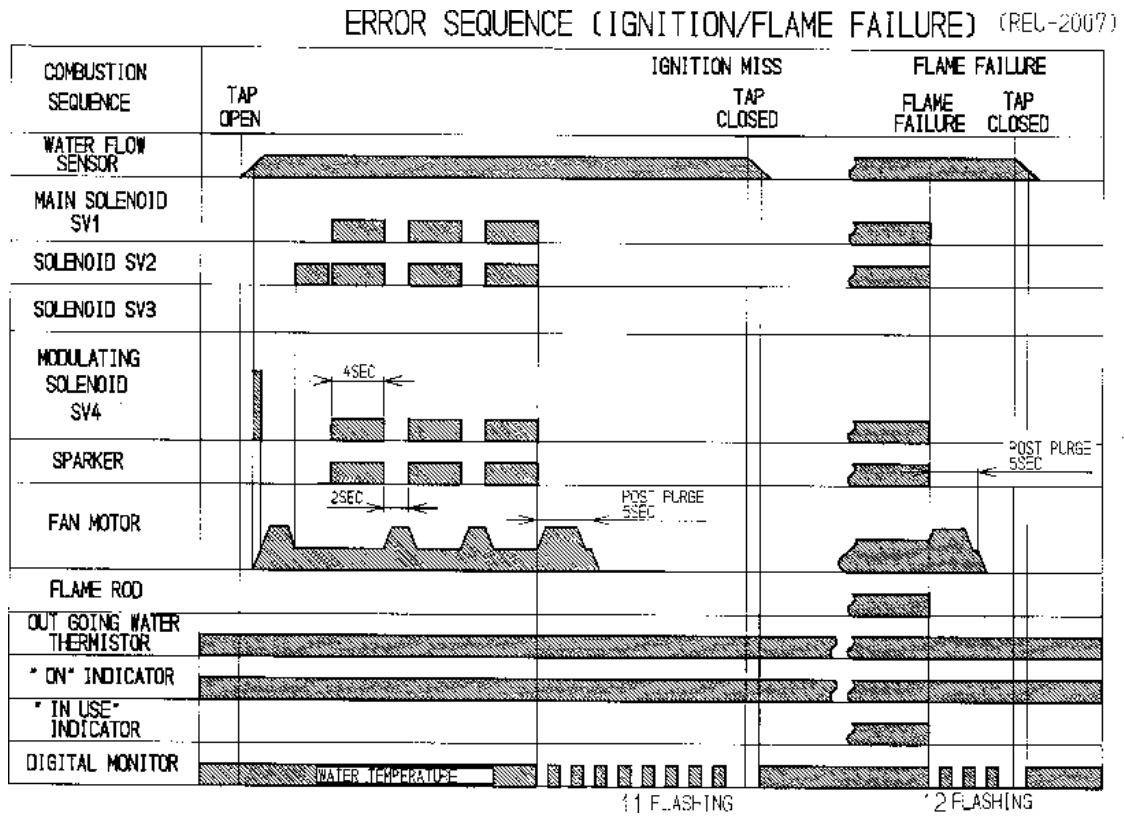 ERROR SEQUENCE (IGNITION/FLAME FAILURE) (REU-2007)
COMBUSTION
SEQUENCE
TAP
OPEN
IGNITION MISS
TAP
CLOSED
FLAME FAILURE
FLAME
FAILURE
TAP
CLOSED
WATER FLOW
SENSOR
MAIN SOLENOID
SV1
SOLENOID SV2
SOLENOID SV3
MODULATING
SOLENOID
SV4
4SEC
SPARKER
POST PURGE
5SEC
2SEC
POST PURGE
5SEC
FAN MOTOR
FLAME ROD
OUT GOING WATER
THERMISTOR
" ON" INDICATOR
" IN USE"
INDICATOR
DIGITAL MONITOR
WATER TEMPERATURE
11 FLASHING
12 FLASHING